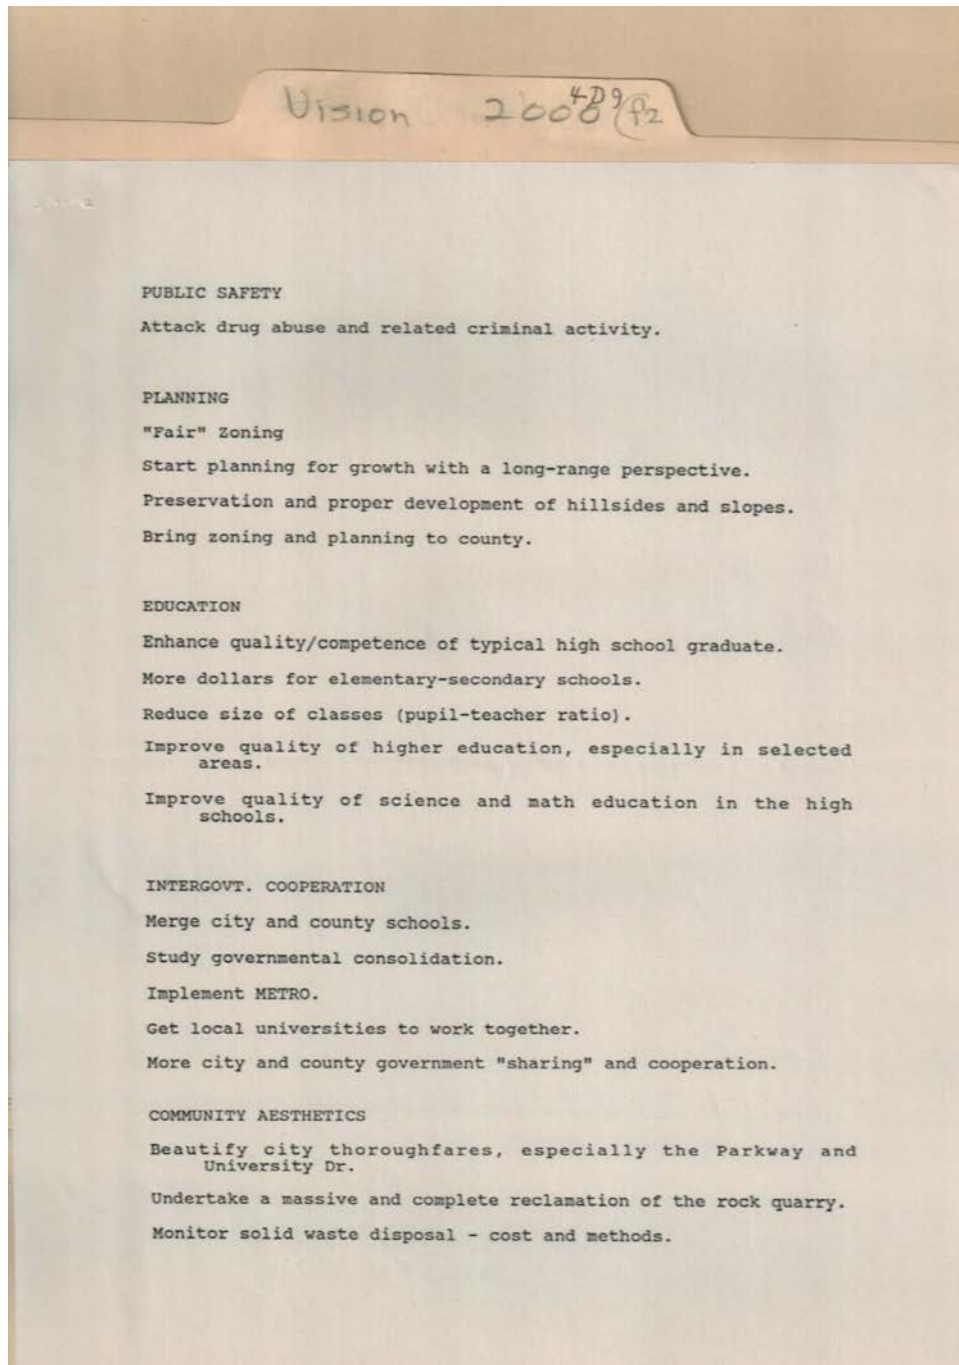 Vision 2000
4D9 f2
PUBLIC SAFETY
Attack drug abuse and related criminal activity.
PLANNING
"Fair" Zoning
Start planning for growth with a long-range perspective.
Preservation and proper development of hillsides and slopes.
Bring zoning and planning to county.
EDUCATION
Enhance quality/competence of typical high school graduate.
More dollars for elementary-secondary schools.
Reduce size of classes (pupil-teacher ratio).
Improve quality of higher education, especially in selected
areas.
Improve quality of science and math education in the high
schools.
INTERGOVT. COOPERATION
Merge city and county schools.
Study governmental consolidation.
Implement METRO.
Get local universities to work together.
More city and county government "sharing" and cooperation.
COMMUNITY AESTHETICS
Beautify city thoroughfares, especially the Parkway and
University Dr.
Undertake a massive and complete reclamation of the rock quarry.
Monitor solid waste disposal - cost and methods.